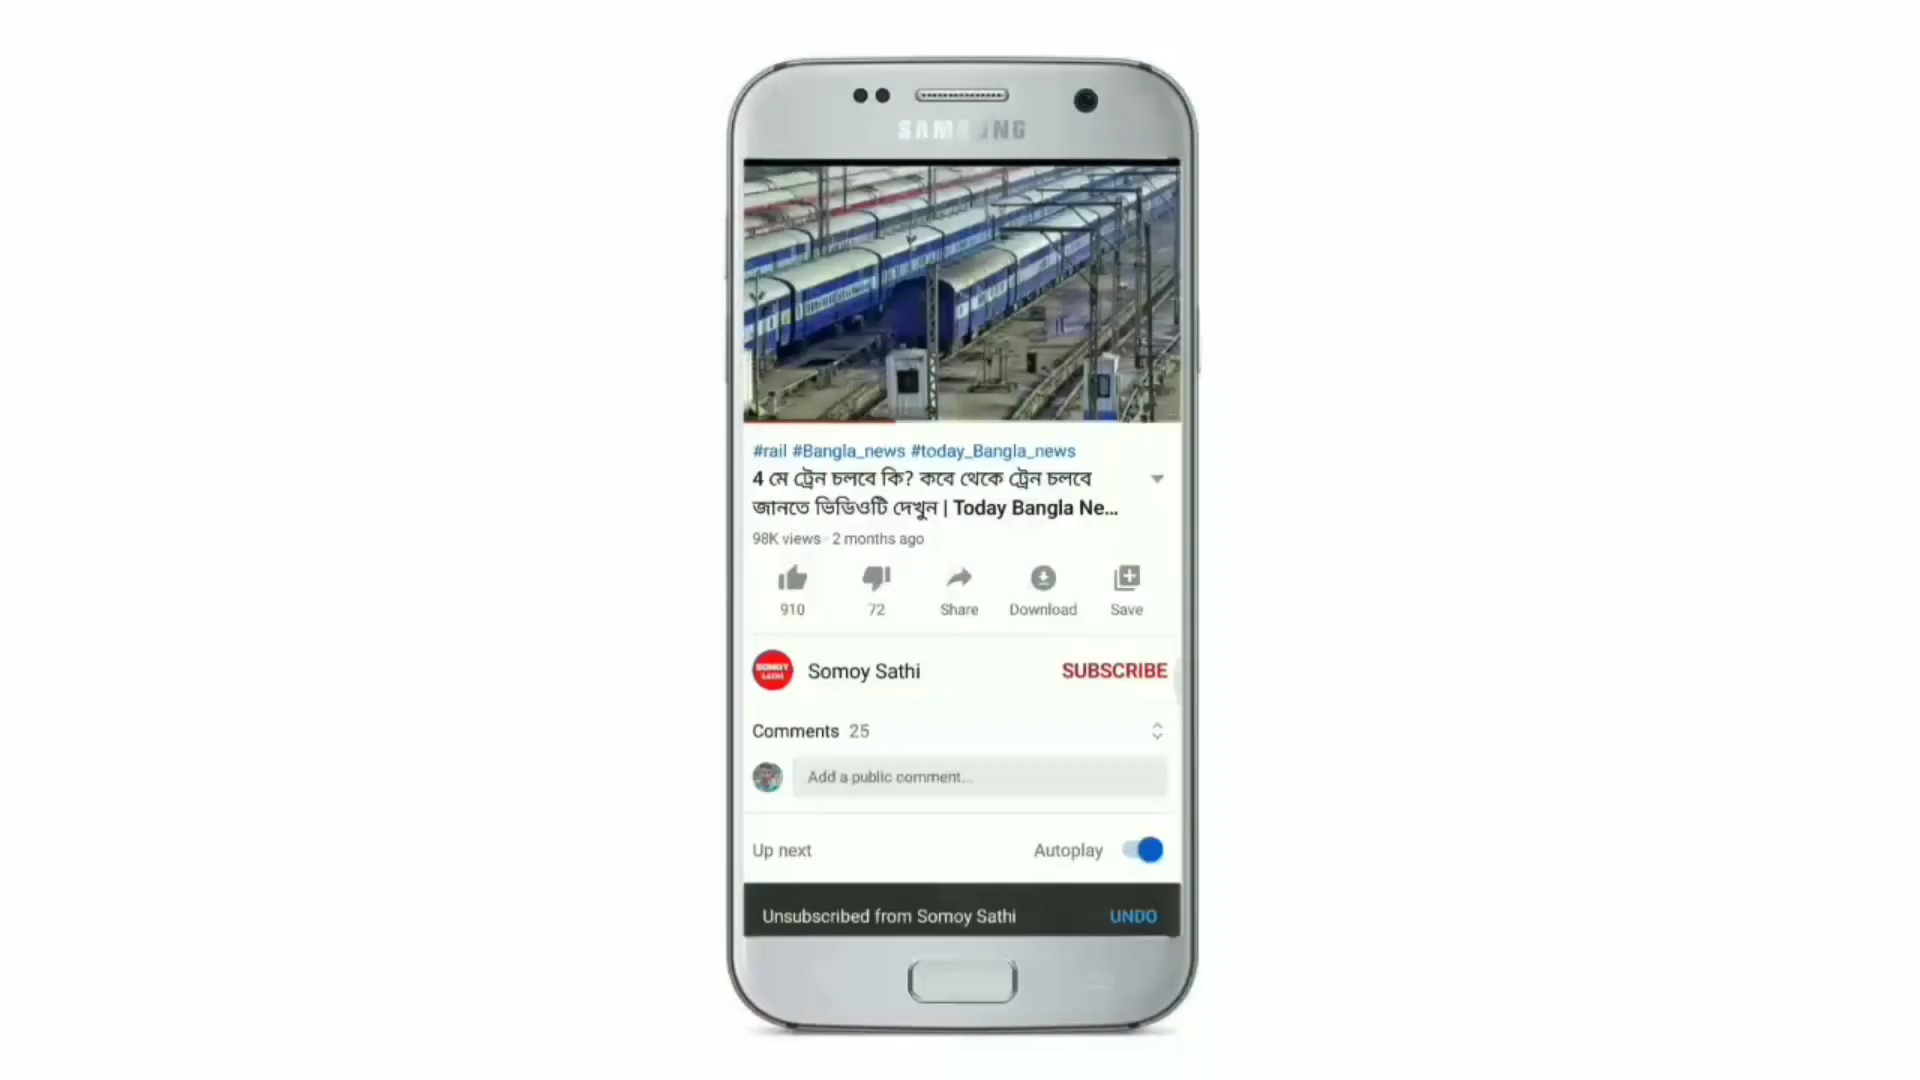 SAMSUNG
#rail #Bangla_news #today_Bangla_news
4 মে ট্রেন চলবে কি? কবে থেকে ট্রেন চলবে
জানতে ভিডিওটি দেখুন | Today Bangla Ne...
98K views · 2 months ago
910 72 Share Download Save
SOMOY
SATHI
Somoy Sathi SUBSCRIBE
Comments 25
Add a public comment...
Up next Autoplay
Unsubscribed from Somoy Sathi UNDO